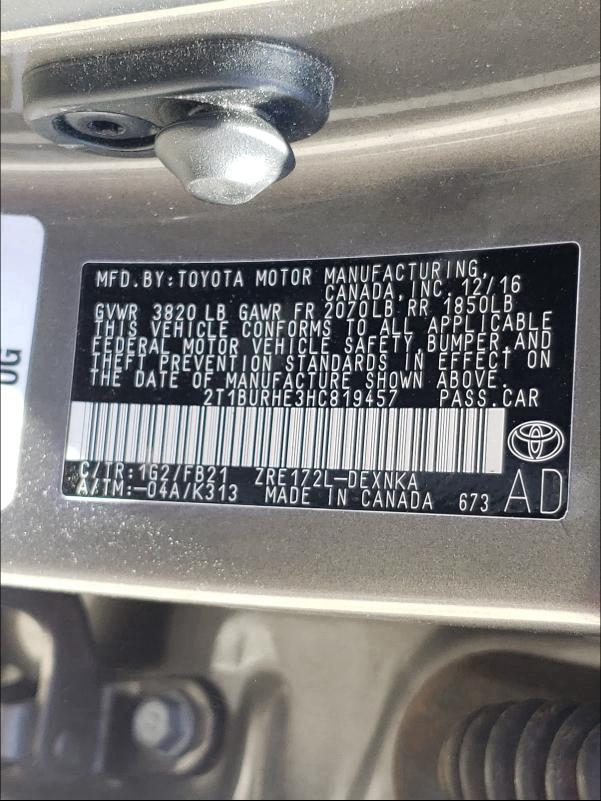 MFD.BY:TOYOTA MOTOR MANUFACTURING,
CANADA,INC. 12/16
GVWR 3820 LB GAWR FR 2070LB,RR 1850LB
THIS VEHICLE CONFORMS TO ALL APPLICABLE
FEDERAL MOTOR VEHICLE SAFETY,BUMPER,AND
THEFT PREVENTION STANDARDS IN EFFECT ON
THE DATE OF MANUFACTURE SHOWN ABOVE.
2T1BURHE3HC819457 PASS.CAR
C/TR:1G2/FB21 ZRE172L-DEXNKA
A/TM:-04A/K313 MADE IN CANADA 673
AD
OG